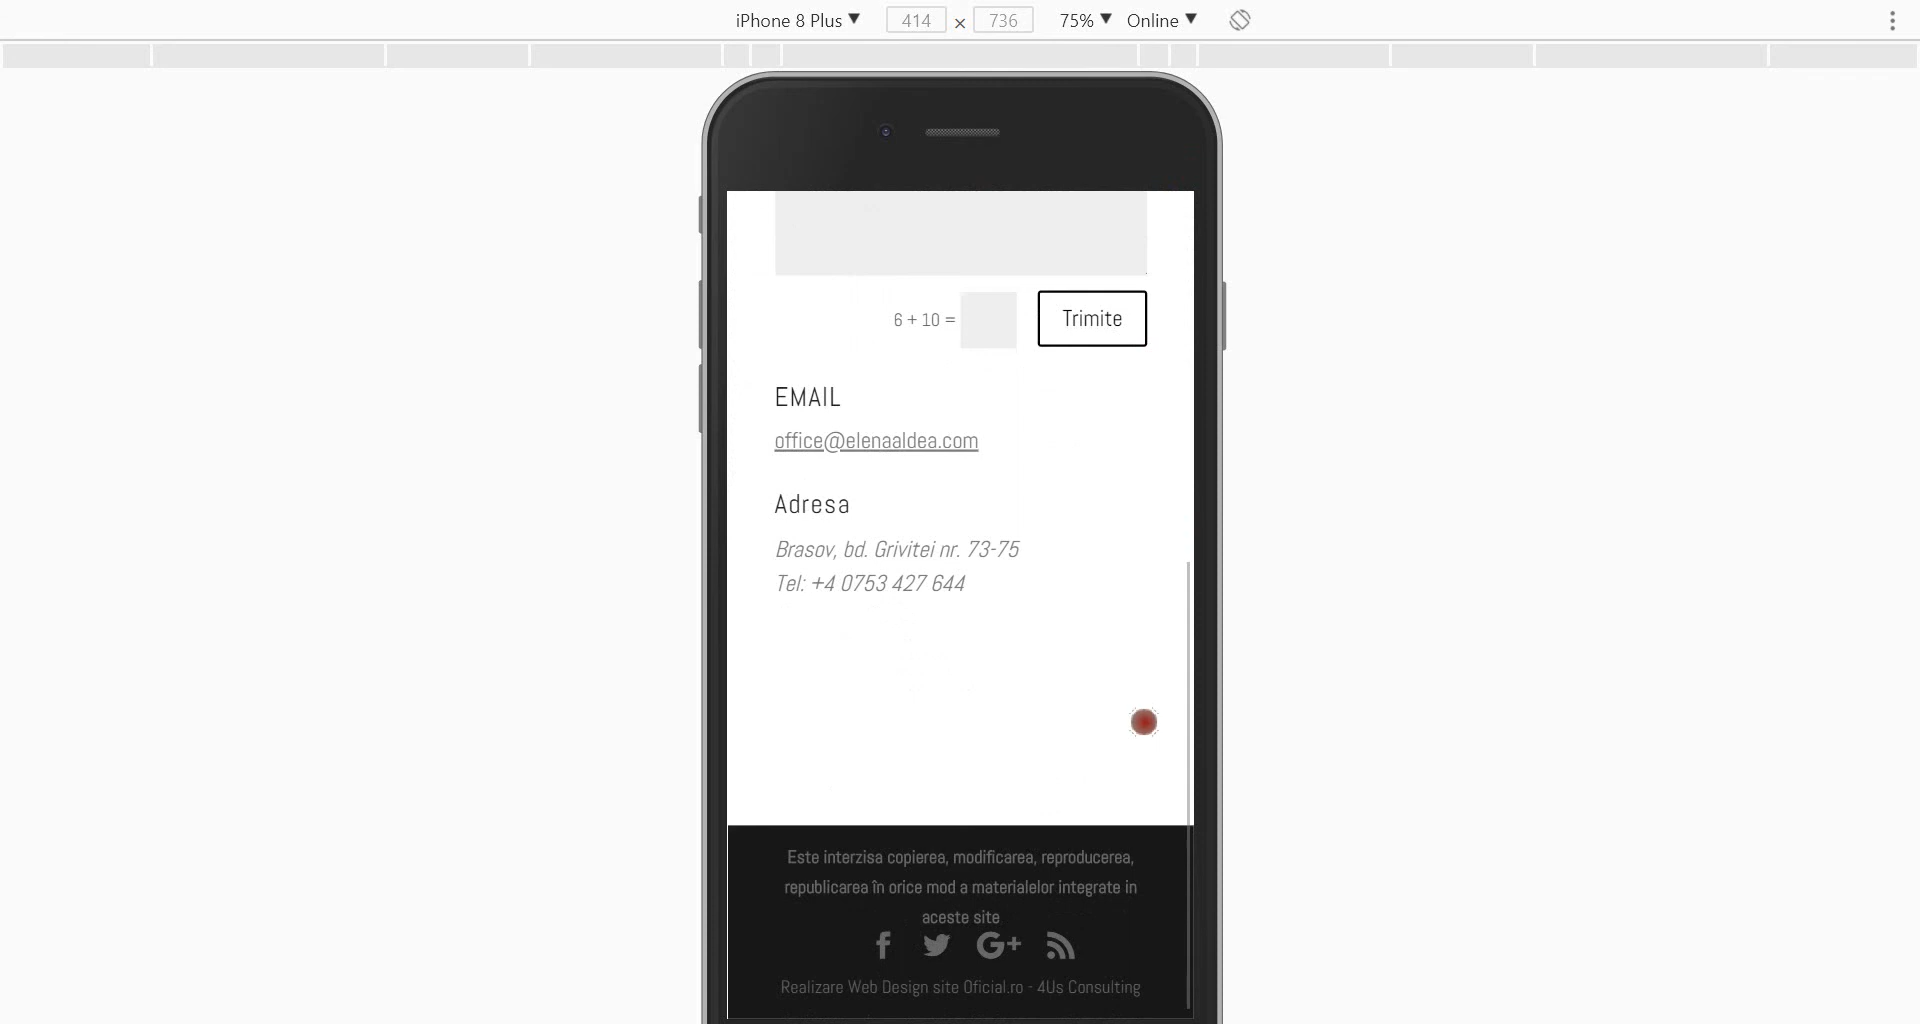 iPhone 8 Plus ▼ 414 × 736 75% ▼ Online ▼
6 + 10 =
Trimite
EMAIL
office@elenaaldea.com
Adresa
Brasov, bd. Grivitei nr. 73-75
Tel: +4 0753 427 644
Este interzisa copierea, modificarea, reproducerea,
republicarea în orice mod a materialelor integrate in
aceste site
Realizare Web Design site Oficial.ro - 4Us Consulting